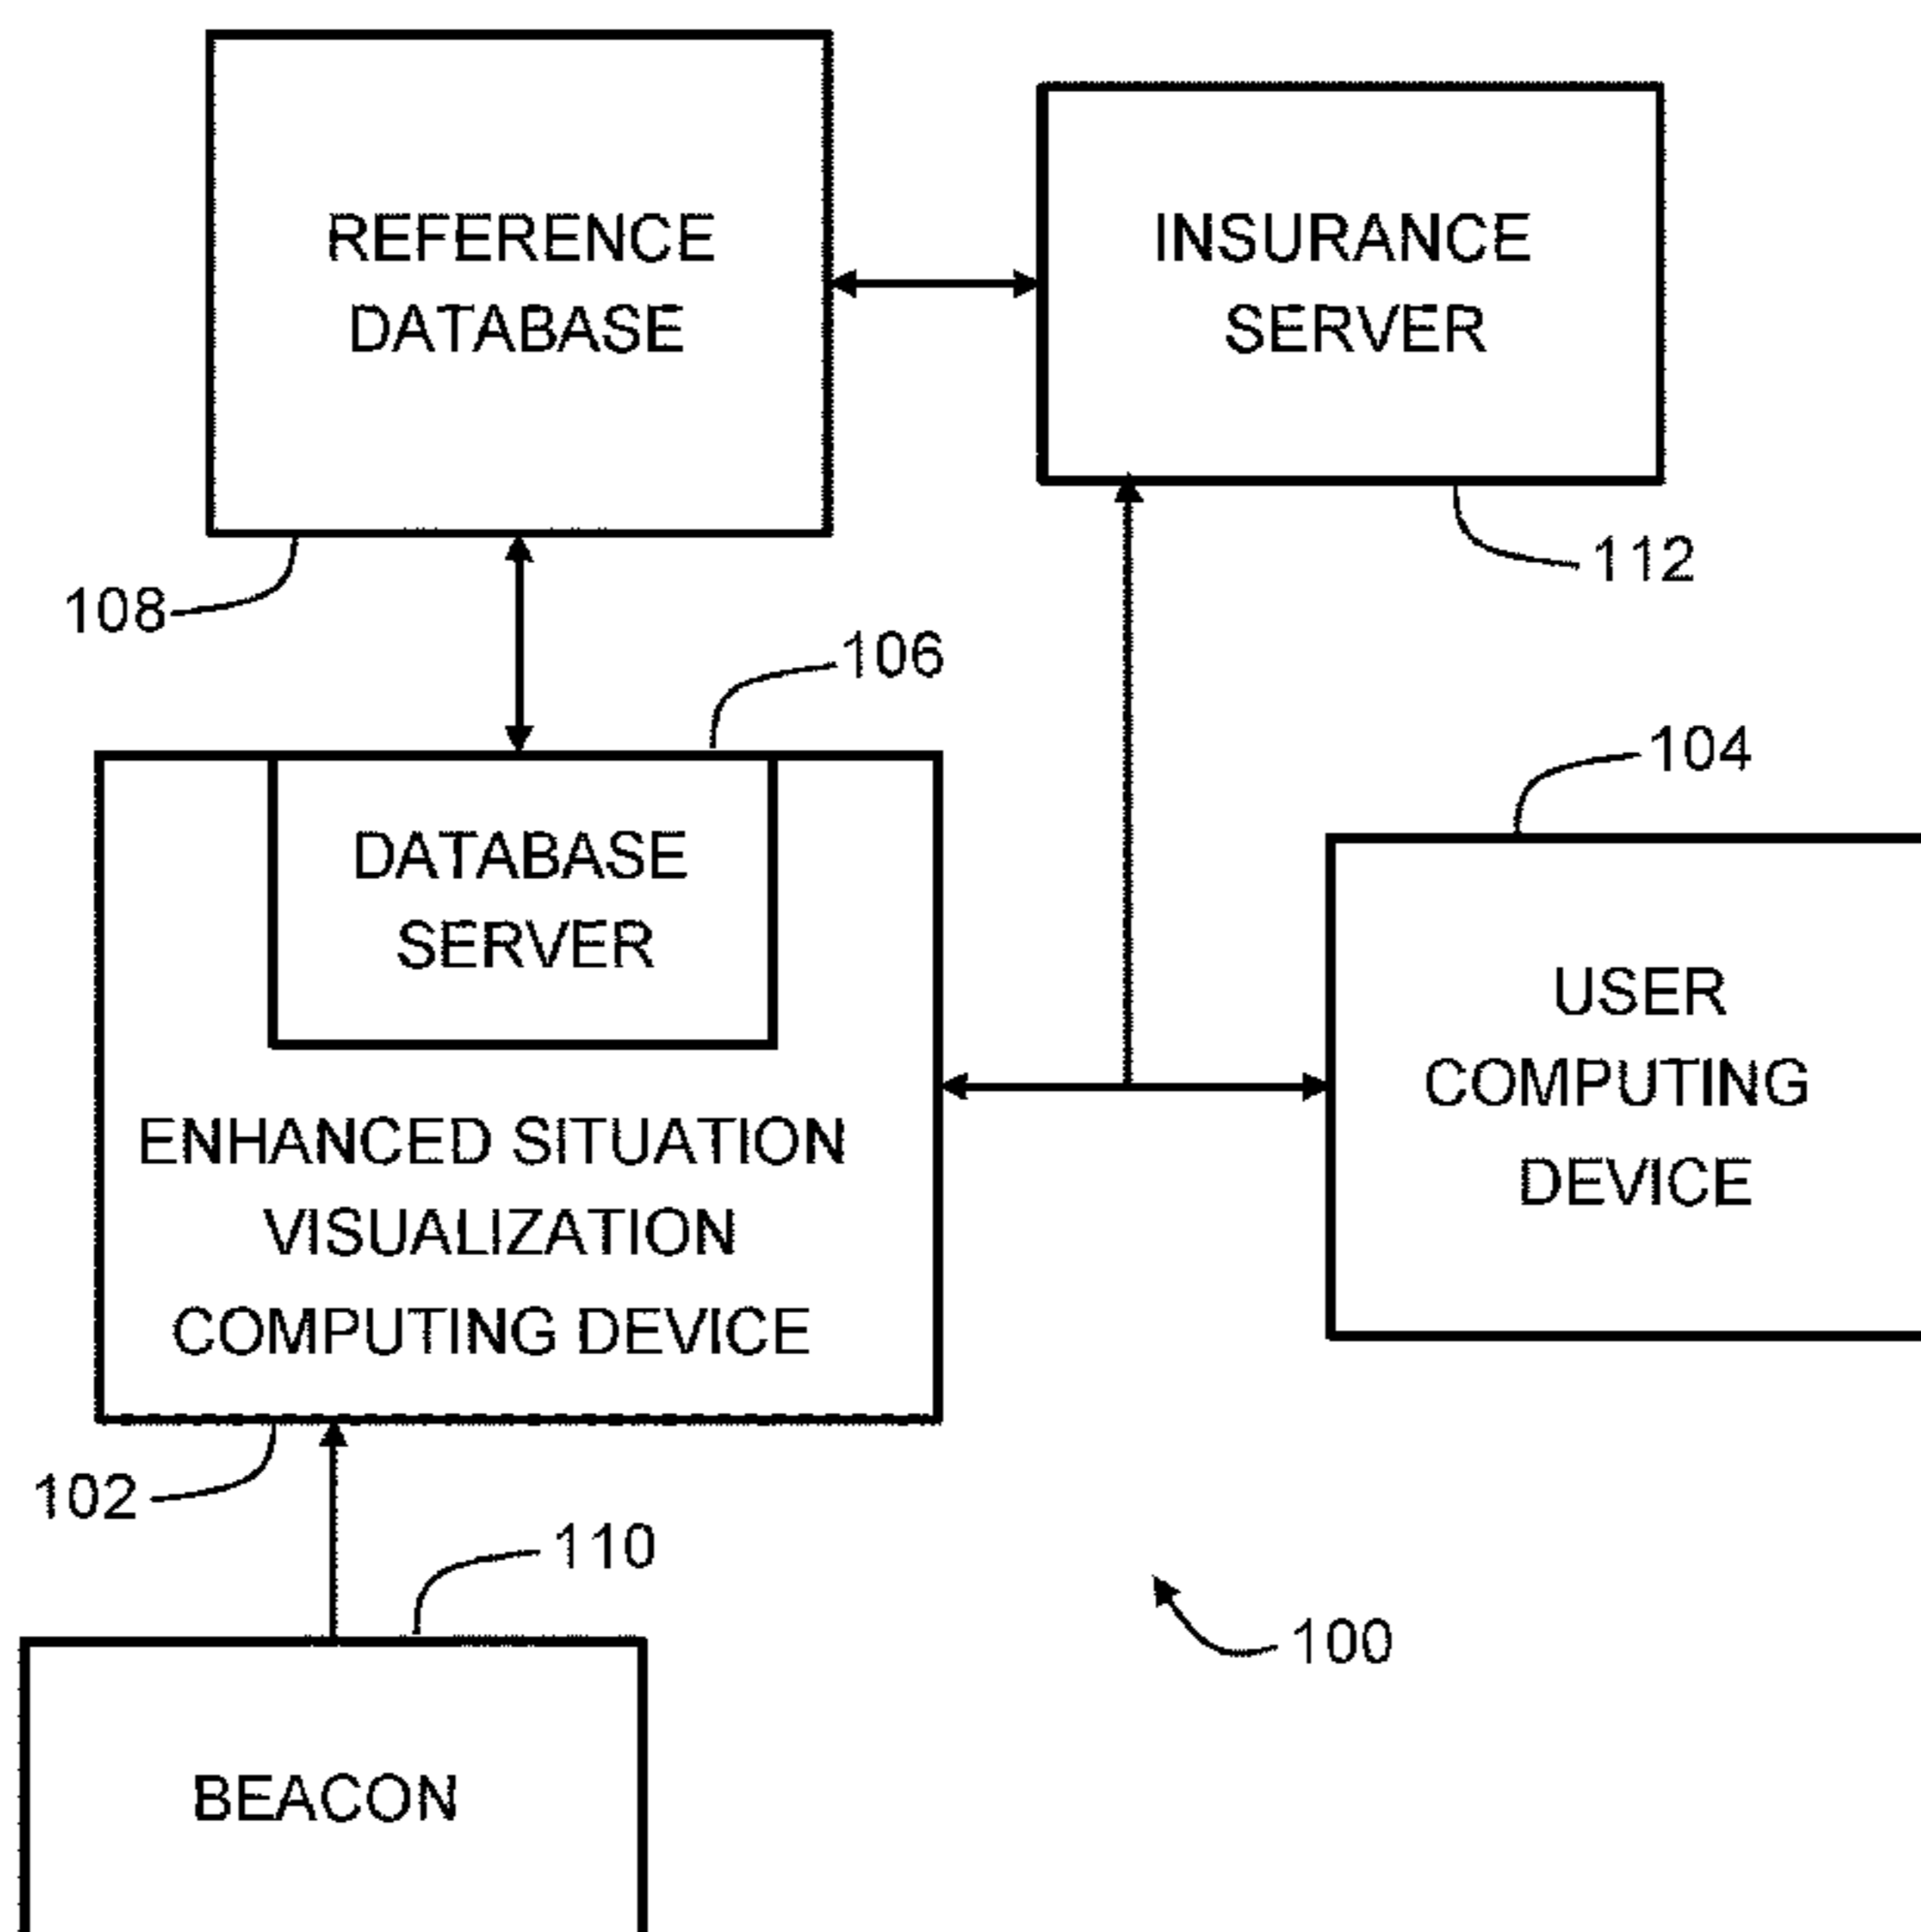 REFERENCE
DATABASE
INSURANCE
SERVER
112
108
106
104
DATABASE
SERVER
USER
COMPUTING
DEVICE
ENHANCED SITUATION
VISUALIZATION
COMPUTING DEVICE
102
110
100
BEACON